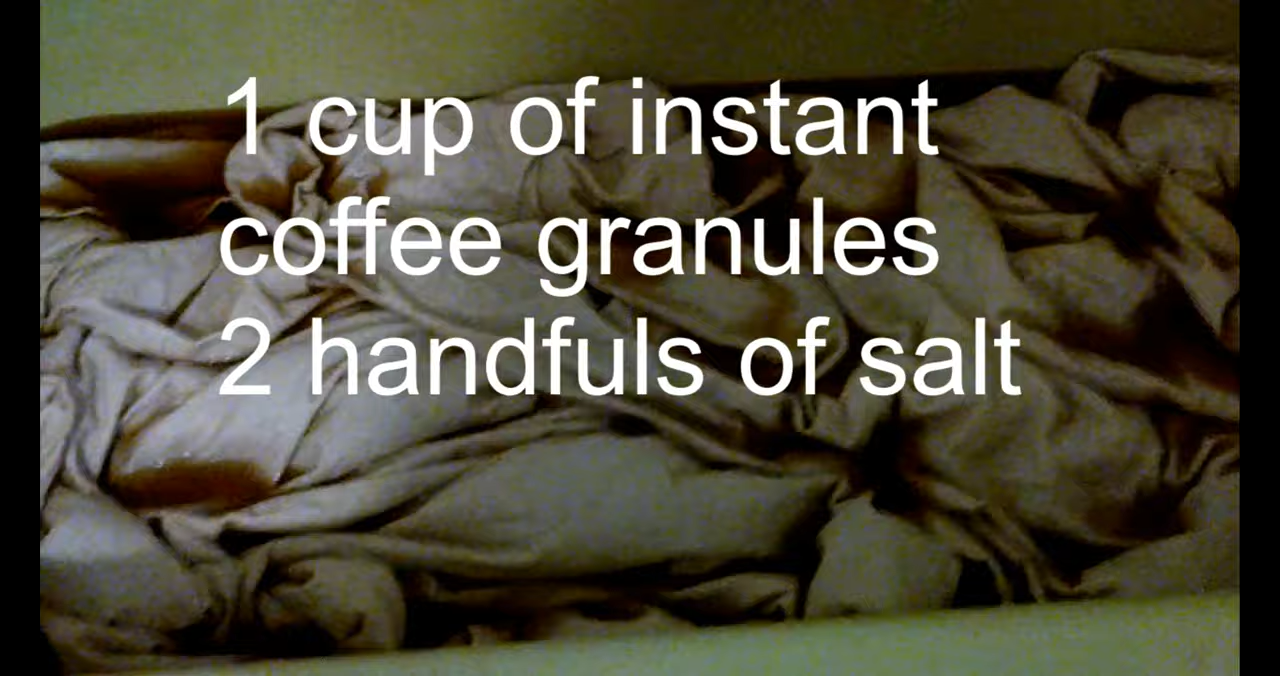 1 cup of instant
coffee granules
2 handfuls of salt